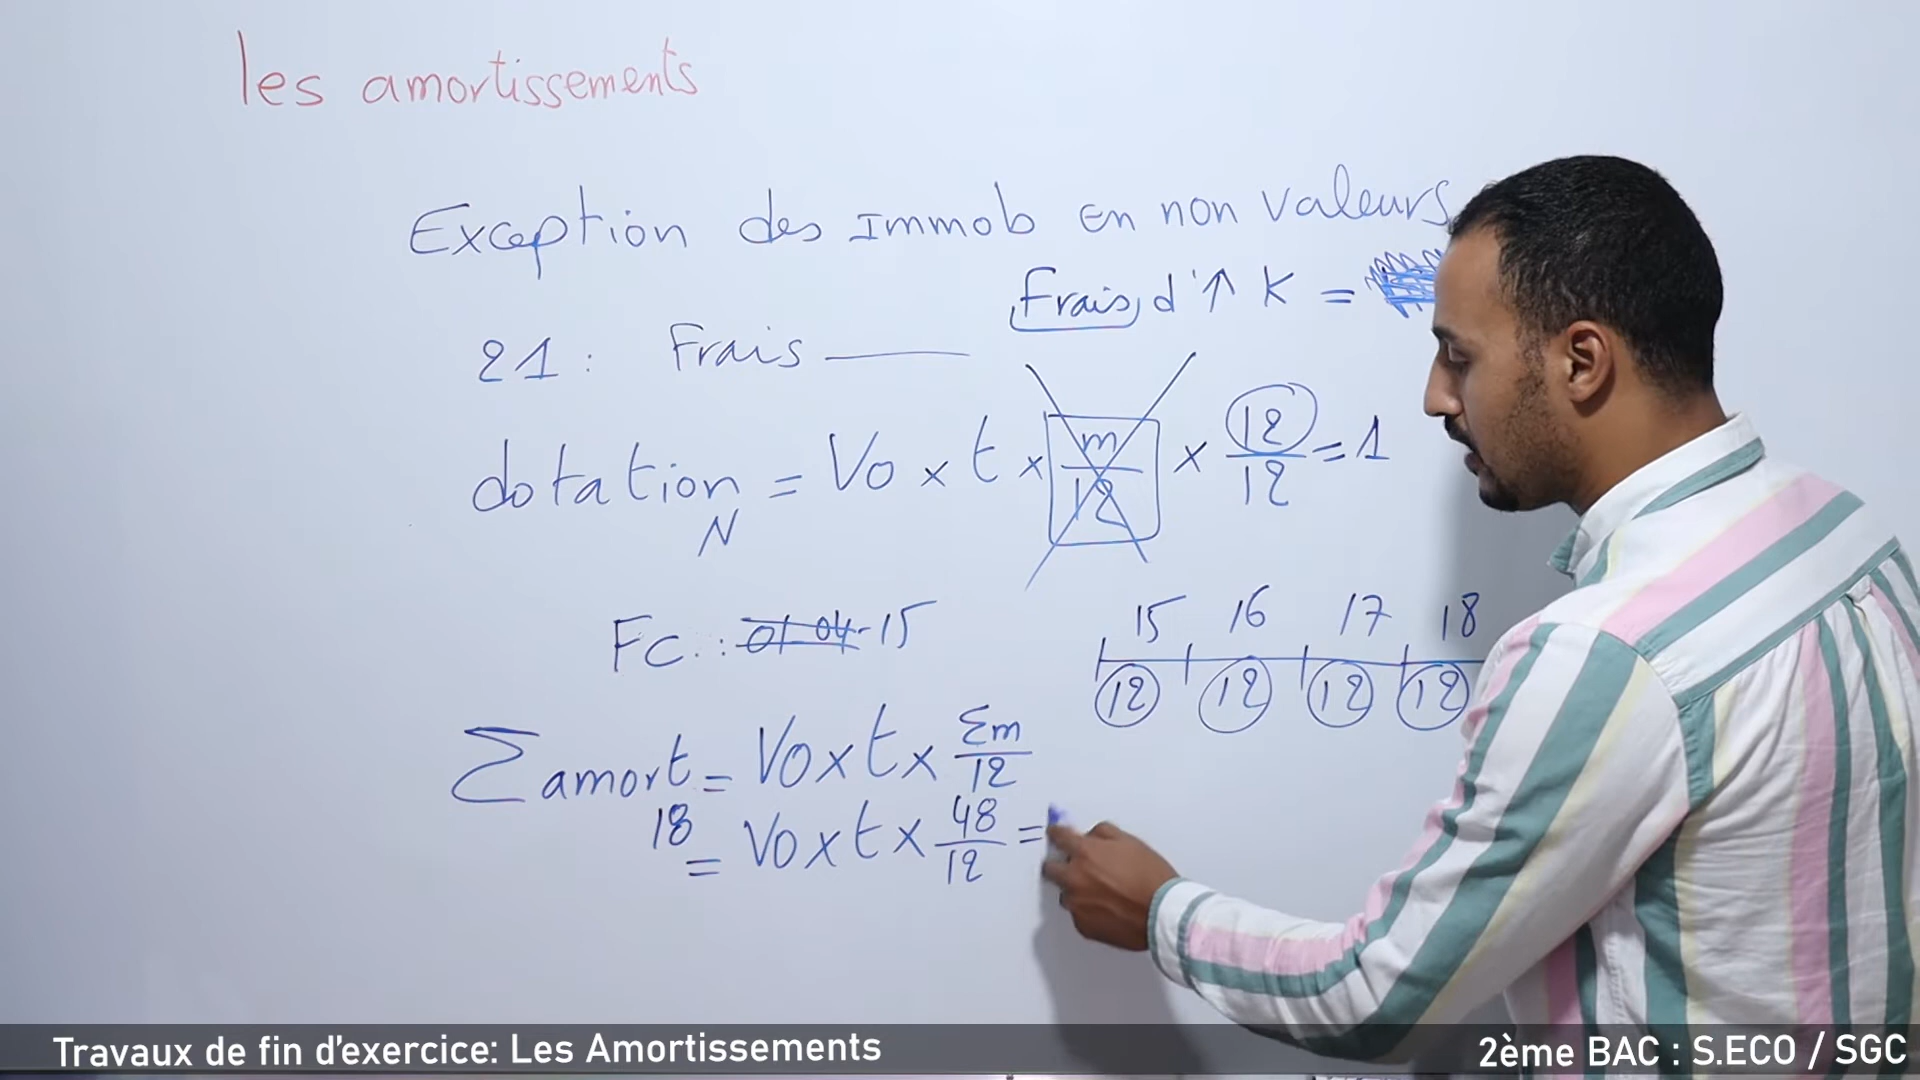 les amortissements
Exception des Immob en non valeurs
Frais d'↑ K =
21 : Frais
dotation N = Vo x t x m/12 x 12/12 = 1
Fc. : 01-04-15
15 16 17 18
12 12 12 12
Σ amort 18 = Vo x t x Σm/12
= Vo x t x 48/12 =
Travaux de fin d'exercice: Les Amortissements
2ème BAC : S.ECO / SGC